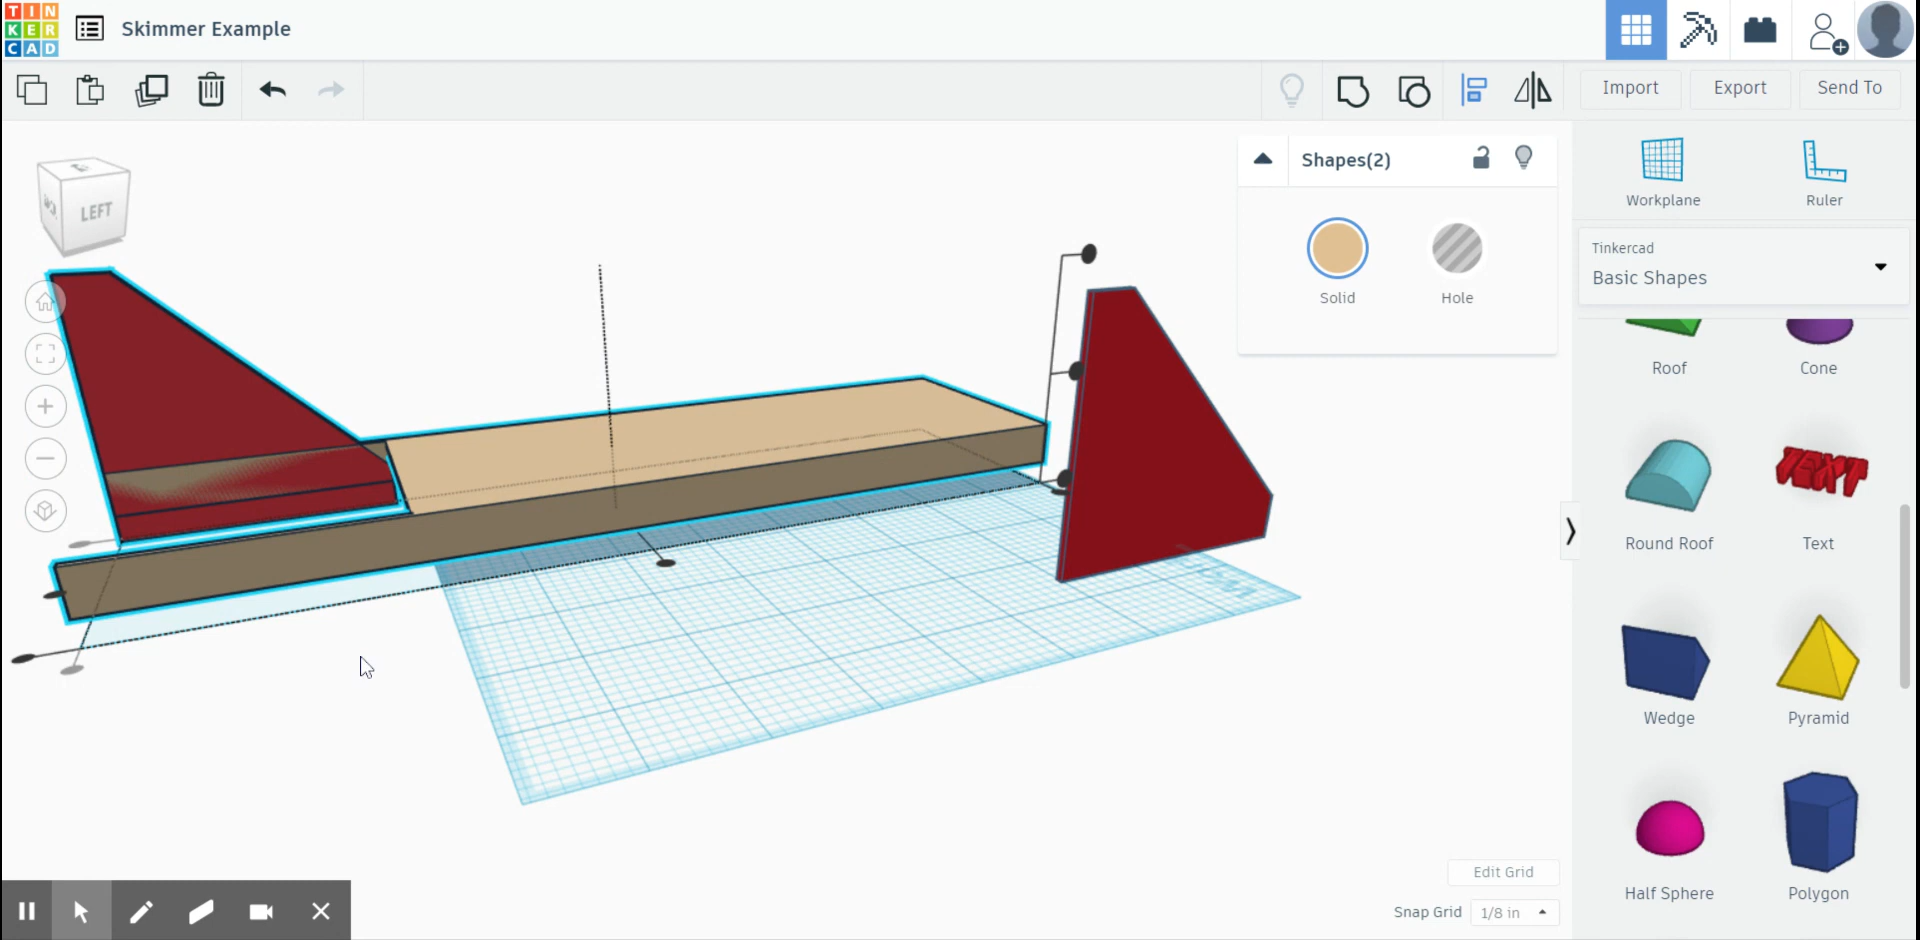 TIN
KER
CAD
Skimmer Example
Import
Export
Send To
LEFT
Shapes(2)
Solid
Hole
Workplane
Ruler
Tinkercad
Basic Shapes
Roof
Cone
Round Roof
TEXT
Text
Wedge
Pyramid
Half Sphere
Polygon
Edit Grid
Snap Grid
1/8 in